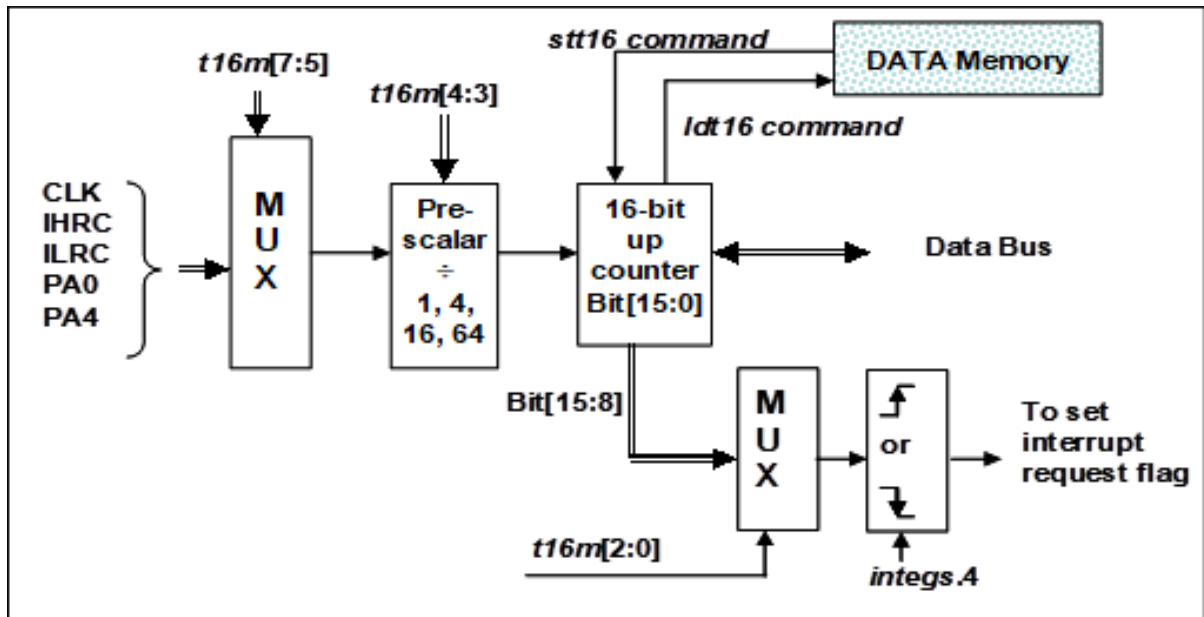 stt16 command
DATA Memory
t16m[7:5]
t16m[4:3]
ldt16 command
CLK
IHRC
ILRC
PA0
PA4
M
U
X
Pre-
scalar
÷
1, 4,
16, 64
16-bit
up
counter
Bit[15:0]
Data Bus
Bit[15:8]
M
U
X
or
To set
interrupt
request flag
t16m[2:0]
integs.4